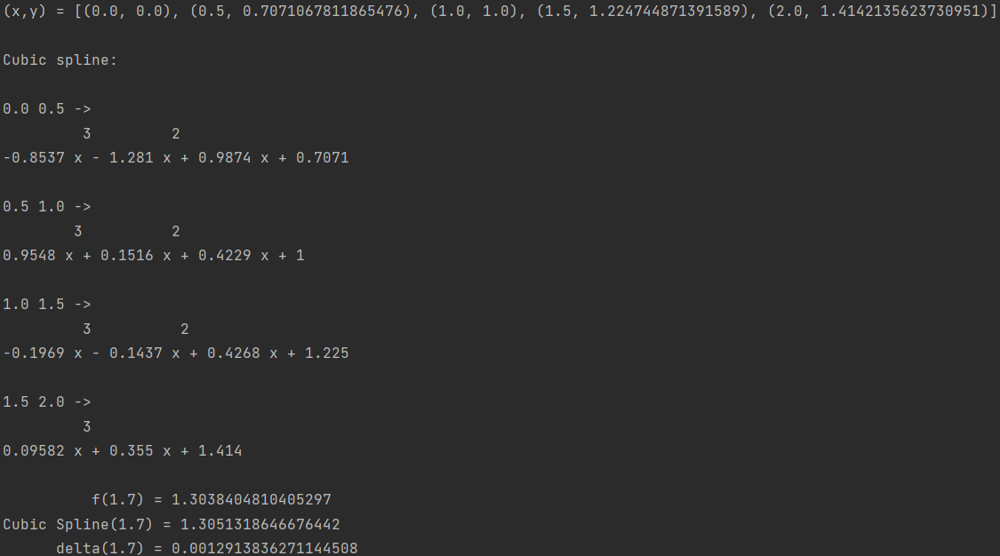 (x,y) = [(0.0, 0.0), (0.5, 0.7071067811865476), (1.0, 1.0), (1.5, 1.224744871391589), (2.0, 1.4142135623730951)]
Cubic spline:
0.0 0.5 ->
         3         2
-0.8537 x - 1.281 x + 0.9874 x + 0.7071
0.5 1.0 ->
        3          2
0.9548 x + 0.1516 x + 0.4229 x + 1
1.0 1.5 ->
         3          2
-0.1969 x - 0.1437 x + 0.4268 x + 1.225
1.5 2.0 ->
         3
0.09582 x + 0.355 x + 1.414
          f(1.7) = 1.3038404810405297
Cubic Spline(1.7) = 1.3051318646676442
      delta(1.7) = 0.0012913836271144508